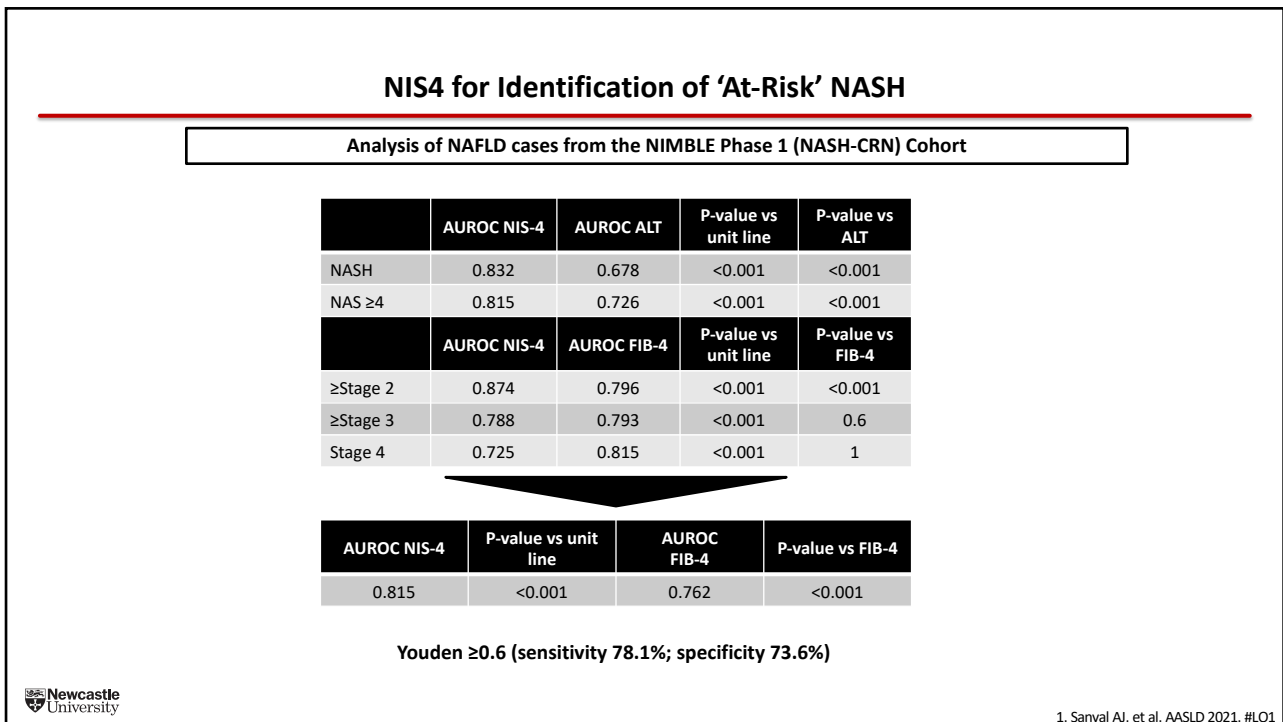 NIS4 for Identification of ‘At-Risk’ NASH
Analysis of NAFLD cases from the NIMBLE Phase 1 (NASH-CRN) Cohort
AUROC NIS-4 AUROC ALT P-value vs unit line P-value vs ALT
NASH 0.832 0.678 <0.001 <0.001
NAS ≥4 0.815 0.726 <0.001 <0.001
AUROC NIS-4 AUROC FIB-4 P-value vs unit line P-value vs FIB-4
≥Stage 2 0.874 0.796 <0.001 <0.001
≥Stage 3 0.788 0.793 <0.001 0.6
Stage 4 0.725 0.815 <0.001 1
AUROC NIS-4 P-value vs unit line AUROC FIB-4 P-value vs FIB-4
0.815 <0.001 0.762 <0.001
Youden ≥0.6 (sensitivity 78.1%; specificity 73.6%)
Newcastle
University
1. Sanyal AJ, et al. AASLD 2021. #LO1